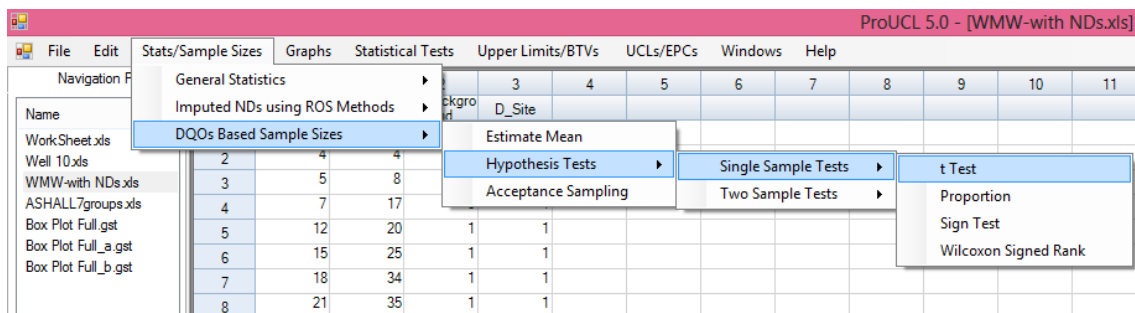 ProUCL 5.0 - [WMW-with NDs.xls]
File Edit Stats/Sample Sizes Graphs Statistical Tests Upper Limits/BTVs UCLs/EPCs Windows Help
Navigation P
General Statistics
3 4 5 6 7 8 9 10 11
Name
Imputed NDs using ROS Methods
ckgro D_Site
WorkSheet.xls
DQOs Based Sample Sizes
Estimate Mean
Well 10.xls
2 4 4
Hypothesis Tests
Single Sample Tests
t Test
WMW-with NDs.xls
3 5 8
Acceptance Sampling
Two Sample Tests
Proportion
ASHALL7groups.xls
4 7 17
Sign Test
Box Plot Full.gst
5 12 20 1 1
Wilcoxon Signed Rank
Box Plot Full_a.gst
6 15 25 1 1
Box Plot Full_b.gst
7 18 34 1 1
8 21 35 1 1